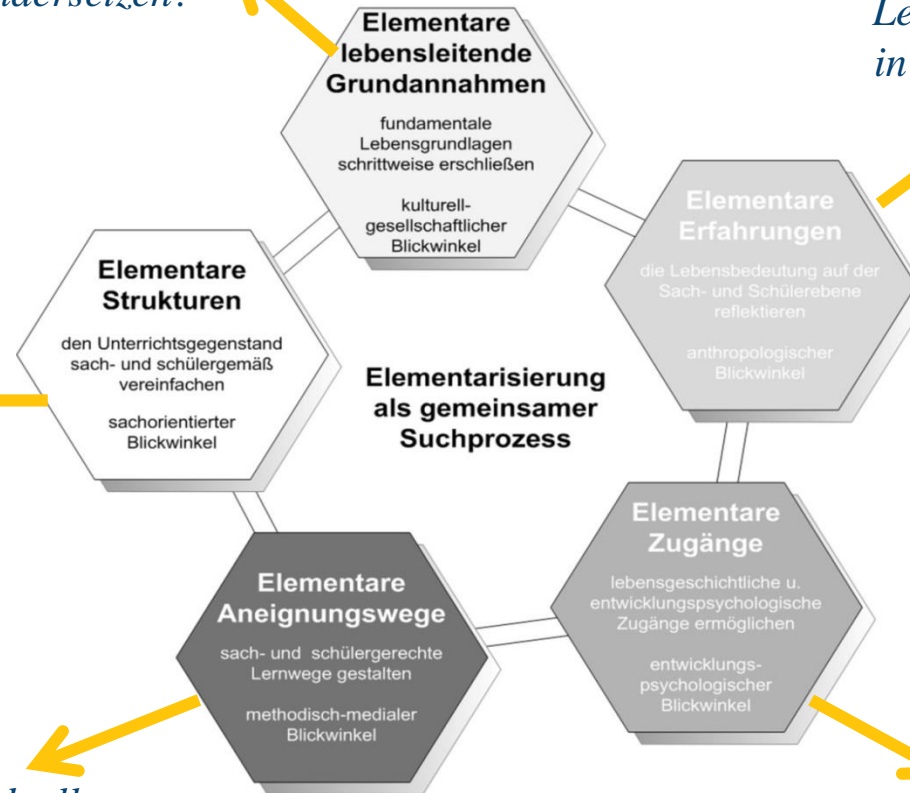 Elementare
lebensleitende
Grundannahmen
fundamentale
Lebensgrundlagen
schrittweise erschließen
kulturell-
gesellschaftlicher
Blickwinkel
Elementare
Erfahrungen
die Lebensbedeutung auf der
Sach- und Schülerebene
reflektieren
anthropologischer
Blickwinkel
Elementare
Strukturen
den Unterrichtsgegenstand
sach- und schülergemäß
vereinfachen
sachorientierter
Blickwinkel
Elementarisierung
als gemeinsamer
Suchprozess
Elementare
Zugänge
lebensgeschichtliche u.
entwicklungspsychologische
Zugänge ermöglichen
entwicklungs-
psychologischer
Blickwinkel
Elementare
Aneignungswege
sach- und schülergerechte
Lernwege gestalten
methodisch-medialer
Blickwinkel